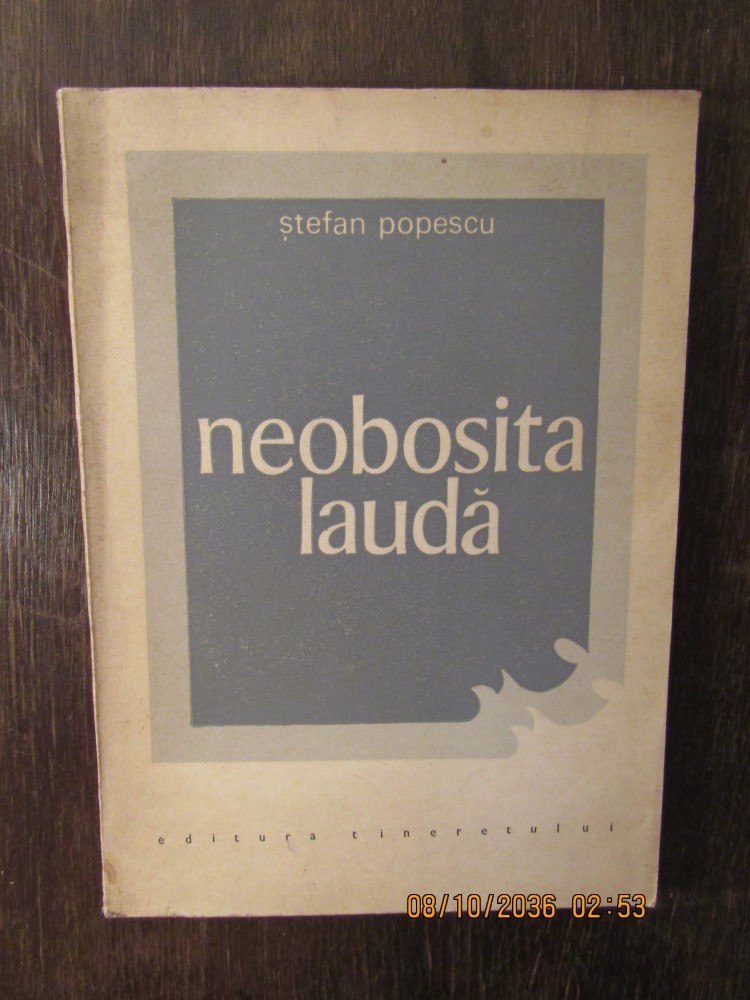 ștefan popescu
neobosita
laudă
editura tineretului
08/10/2036 02:53